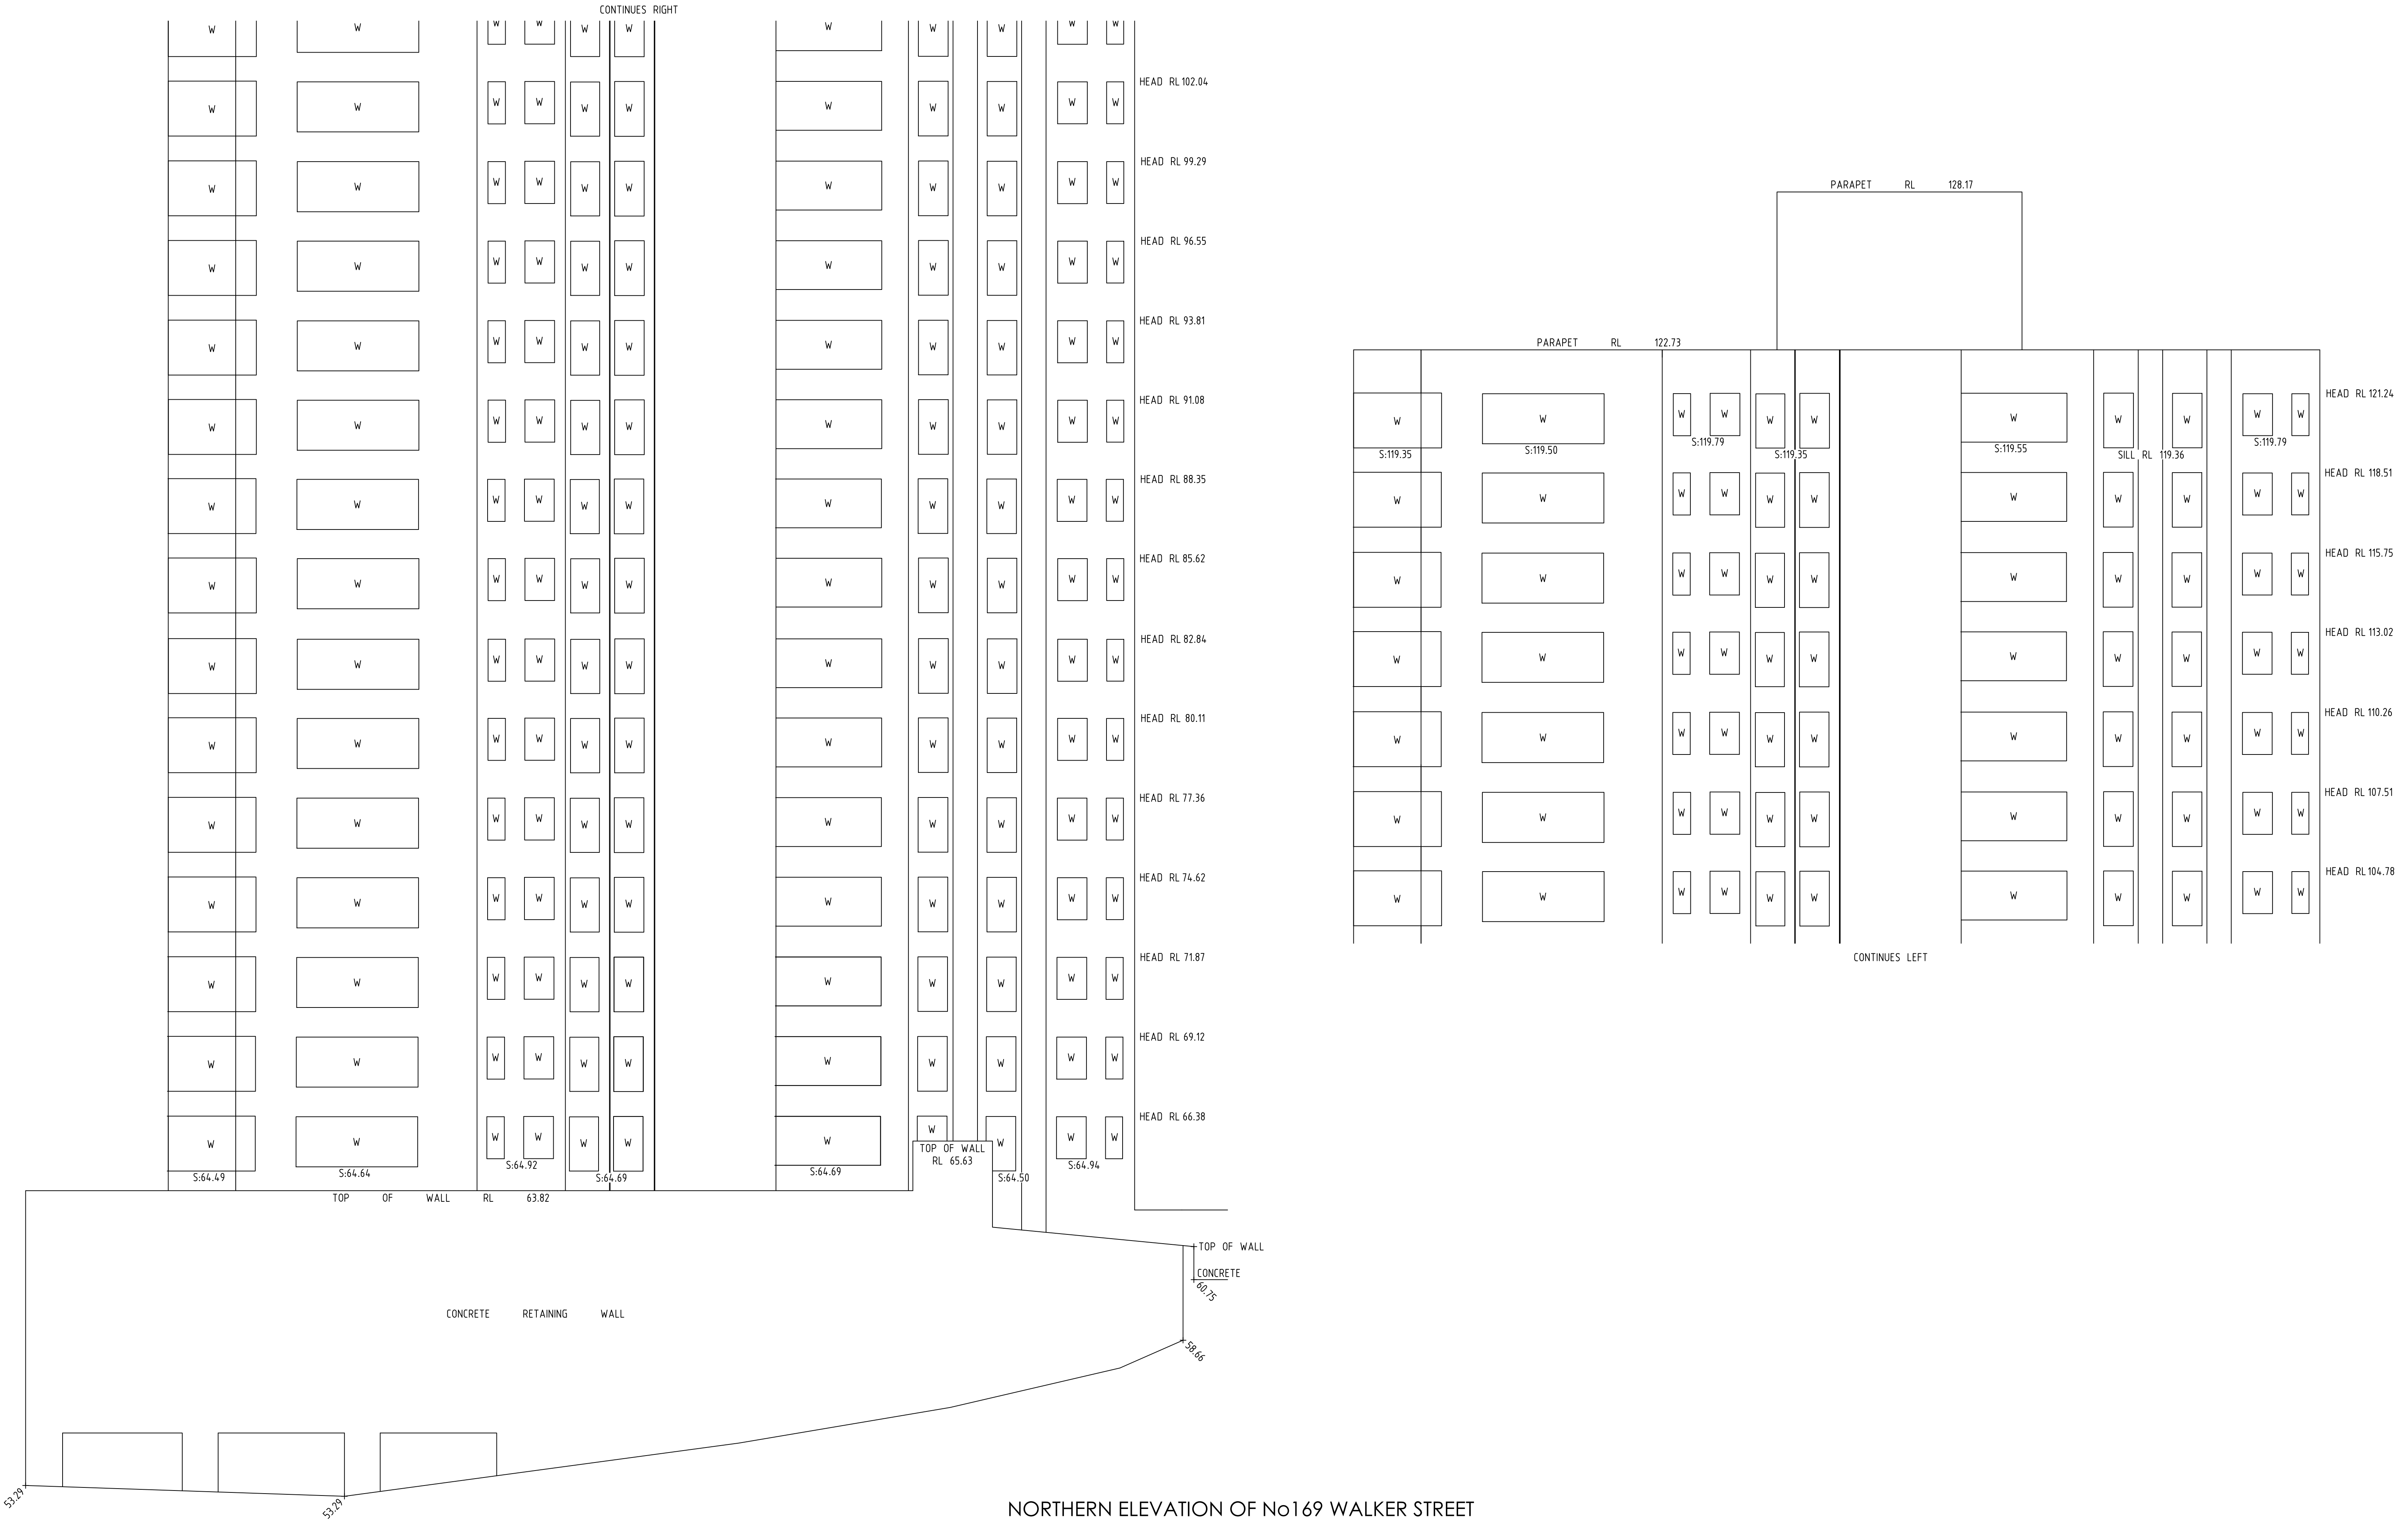 CONTINUES RIGHT
W W W W W W W W W W W
HEAD RL 102.04
W W W W W W W W W W W
HEAD RL 99.29
W W W W W W W W W W W
HEAD RL 96.55
W W W W W W W W W W W
HEAD RL 93.81
W W W W W W W W W W W
HEAD RL 91.08
W W W W W W W W W W W
HEAD RL 88.35
W W W W W W W W W W W
HEAD RL 85.62
W W W W W W W W W W W
HEAD RL 82.84
W W W W W W W W W W W
HEAD RL 80.11
W W W W W W W W W W W
HEAD RL 77.36
W W W W W W W W W W W
HEAD RL 74.62
W W W W W W W W W W W
HEAD RL 71.87
W W W W W W W W W W W
HEAD RL 69.12
W W W W W W W W W W W
HEAD RL 66.38
W W W W W W W W W W W
TOP OF WALL
RL 65.63
S:64.49 S:64.64 S:64.92 S:64.69 S:64.69 S:64.50 S:64.94
TOP OF WALL RL 63.82
TOP OF WALL
CONCRETE
60.75
CONCRETE RETAINING WALL
58.66
53.29
53.29
PARAPET RL 128.17
PARAPET RL 122.73
HEAD RL 121.24
W W W W W W W W W W W
S:119.35 S:119.50 S:119.79 S:119.35 S:119.55 SILL RL 119.36 S:119.79
HEAD RL 118.51
W W W W W W W W W W W
HEAD RL 115.75
W W W W W W W W W W W
HEAD RL 113.02
W W W W W W W W W W W
HEAD RL 110.26
W W W W W W W W W W W
HEAD RL 107.51
W W W W W W W W W W W
HEAD RL 104.78
W W W W W W W W W W W
CONTINUES LEFT
NORTHERN ELEVATION OF No169 WALKER STREET